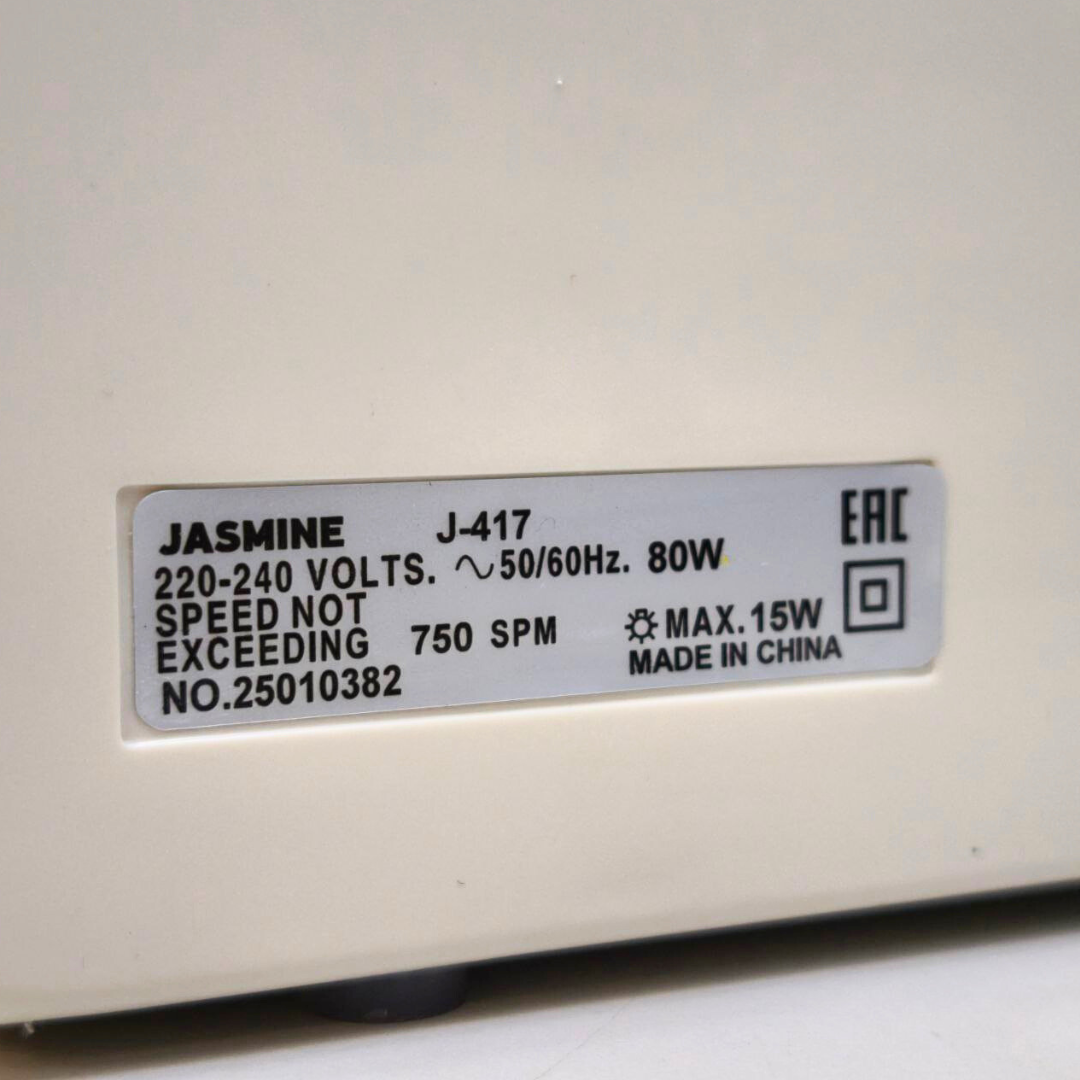 JASMINE J-417
220-240 VOLTS. ~50/60Hz. 80W
SPEED NOT
EXCEEDING 750 SPM
NO.25010382
MAX.15W
MADE IN CHINA
EAC